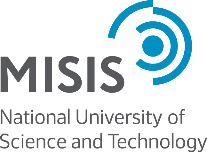 MISIS
National University of
Science and Technology